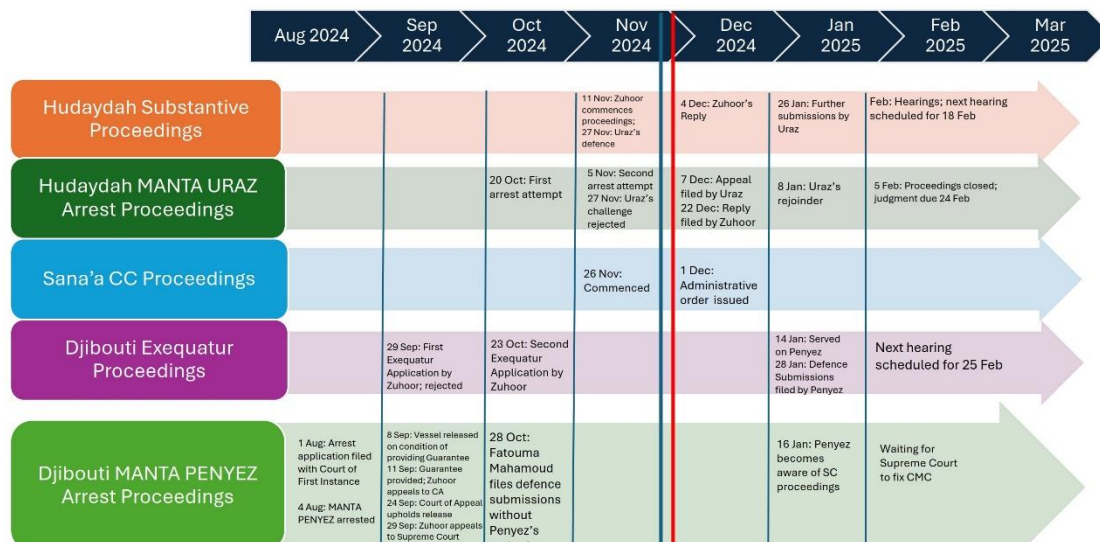 Aug 2024
Sep
2024
Oct
2024
Nov
2024
Dec
2024
Jan
2025
Feb
2025
Mar
2025
Hudaydah Substantive
Proceedings
11 Nov: Zuhoor
commences
proceedings;
27 Nov: Uraz's
defence
4 Dec: Zuhoor's
Reply
26 Jan: Further
submissions by
Uraz
Feb: Hearings; next hearing
scheduled for 18 Feb
Hudaydah MANTA URAZ
Arrest Proceedings
20 Oct: First
arrest attempt
5 Nov: Second
arrest attempt
27 Nov: Uraz's
challenge
rejected
7 Dec: Appeal
filed by Uraz
22 Dec: Reply
filed by Zuhoor
8 Jan: Uraz's
rejoinder
5 Feb: Proceedings closed;
judgment due 24 Feb
Sana'a CC Proceedings
26 Nov:
Commenced
1 Dec:
Administrative
order issued
Djibouti Exequatur
Proceedings
29 Sep: First
Exequatur
Application by
Zuhoor; rejected
23 Oct: Second
Exequatur
Application by
Zuhoor
14 Jan: Served
on Penyez
28 Jan: Defence
Submissions
filed by Penyez
Next hearing
scheduled for 25 Feb
Djibouti MANTA PENYEZ
Arrest Proceedings
1 Aug: Arrest
application filed
with Court of
First Instance
4 Aug: MANTA
PENYEZ arrested
8 Sep: Vessel released
on condition of
providing Guarantee
11 Sep: Guarantee
provided; Zuhoor
appeals to CA
24 Sep: Court of Appeal
upholds release
29 Sep: Zuhoor appeals
to Supreme Court
28 Oct:
Fatouma
Mahamoud
files defence
submissions
without
Penyez's
16 Jan: Penyez
becomes
aware of SC
proceedings
Waiting for
Supreme Court
to fix CMC